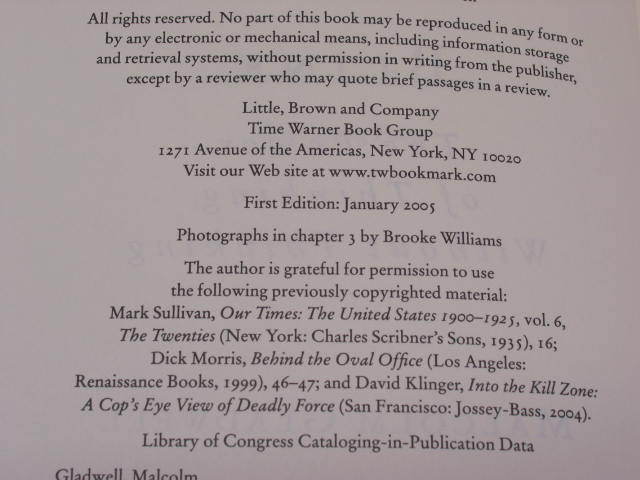 All rights reserved. No part of this book may be reproduced in any form or
by any electronic or mechanical means, including information storage
and retrieval systems, without permission in writing from the publisher,
except by a reviewer who may quote brief passages in a review.
Little, Brown and Company
Time Warner Book Group
1271 Avenue of the Americas, New York, NY 10020
Visit our Web site at www.twbookmark.com
First Edition: January 2005
Photographs in chapter 3 by Brooke Williams
The author is grateful for permission to use
the following previously copyrighted material:
Mark Sullivan, Our Times: The United States 1900–1925, vol. 6,
The Twenties (New York: Charles Scribner's Sons, 1935), 16;
Dick Morris, Behind the Oval Office (Los Angeles:
Renaissance Books, 1999), 46–47; and David Klinger, Into the Kill Zone:
A Cop's Eye View of Deadly Force (San Francisco: Jossey-Bass, 2004).
Library of Congress Cataloging-in-Publication Data
Gladwell, Malcolm